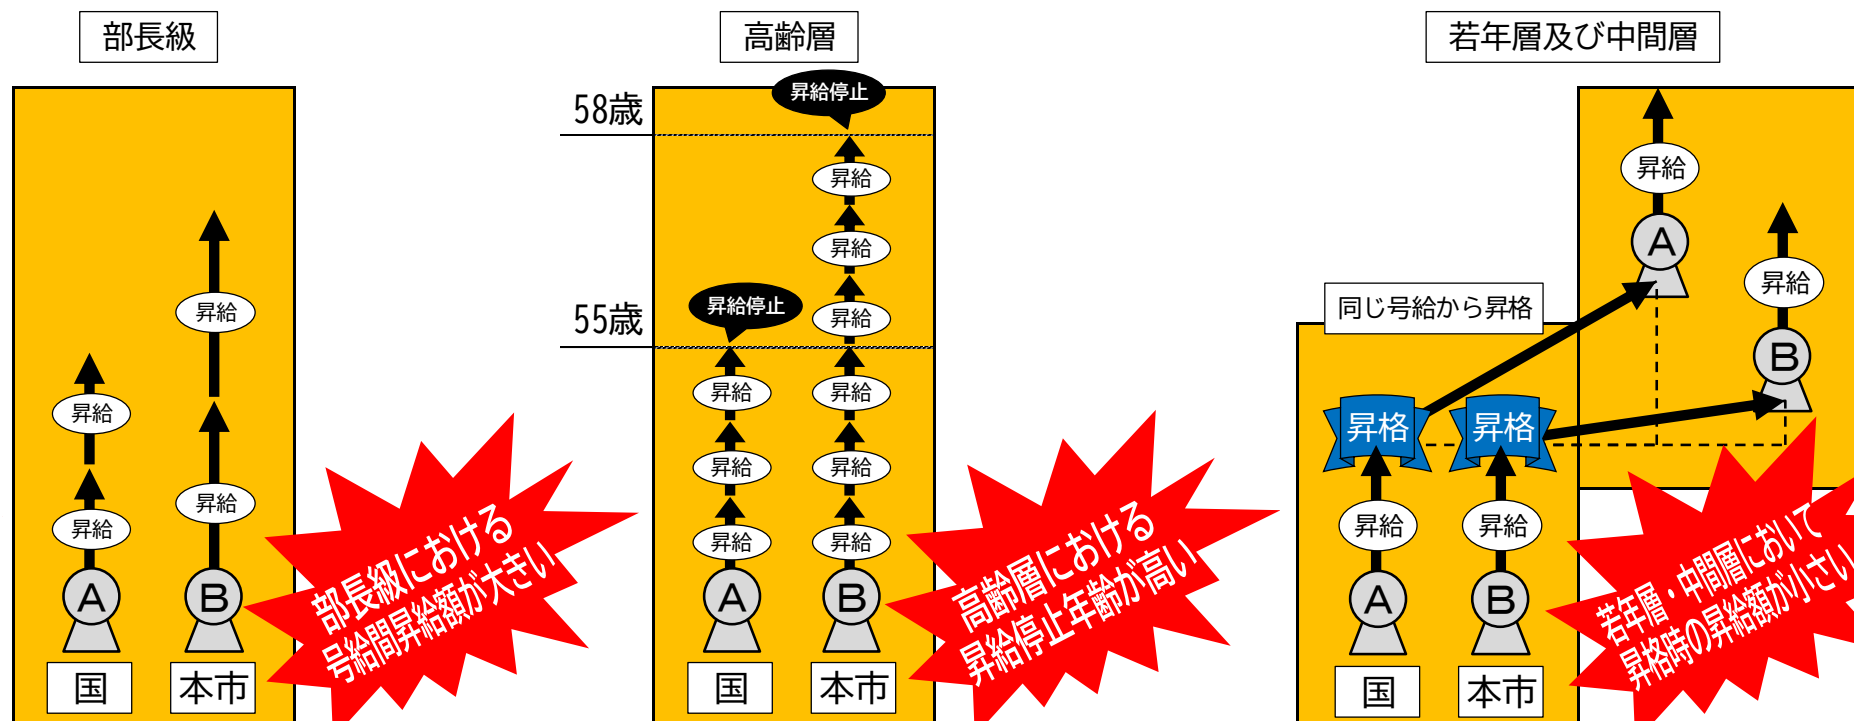 部長級
昇給
昇給
昇給
昇給
A
B
国
本市
部長級における
号給間昇給額が大きい
高齢層
58歳
55歳
昇給停止
昇給停止
昇給
昇給
昇給
昇給
昇給
昇給
昇給
昇給
昇給
A
B
国
本市
高齢層における
昇給停止年齢が高い
若年層及び中間層
同じ号給から昇格
昇給
A
昇給
B
昇格
昇格
昇給
昇給
A
B
国
本市
若年層・中間層において
昇格時の昇給額が小さい